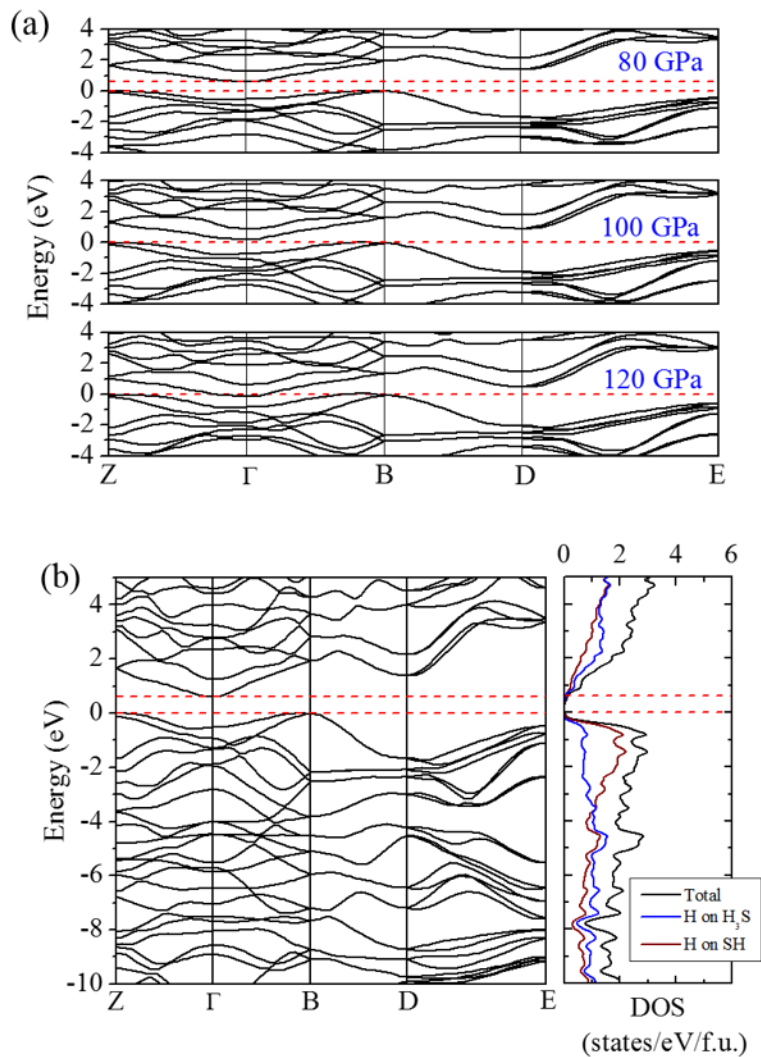 (a)
4
2
0
-2
-4
80 GPa
4
2
0
-2
-4
100 GPa
4
2
0
-2
-4
120 GPa
Energy (eV)
Z Γ B D E
(b)
0 2 4 6
4
2
0
-2
-4
-6
-8
-10
Energy (eV)
Total
H on H₃S
H on SH
Z Γ B D E
DOS
(states/eV/f.u.)